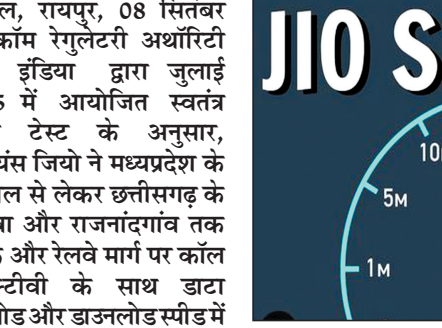 रायपुर, 08 सितंबर
रेगुलेटरी अथॉरिटी
इंडिया द्वारा जुलाई
में आयोजित स्वतंत्र
टेस्ट के अनुसार,
जियो ने मध्यप्रदेश के
से लेकर छत्तीसगढ़ के
और राजनांदगांव तक
और रेलवे मार्ग पर कॉल
के साथ डाटा
और डाउनलोड स्पीड में
JIO S
5M
1M